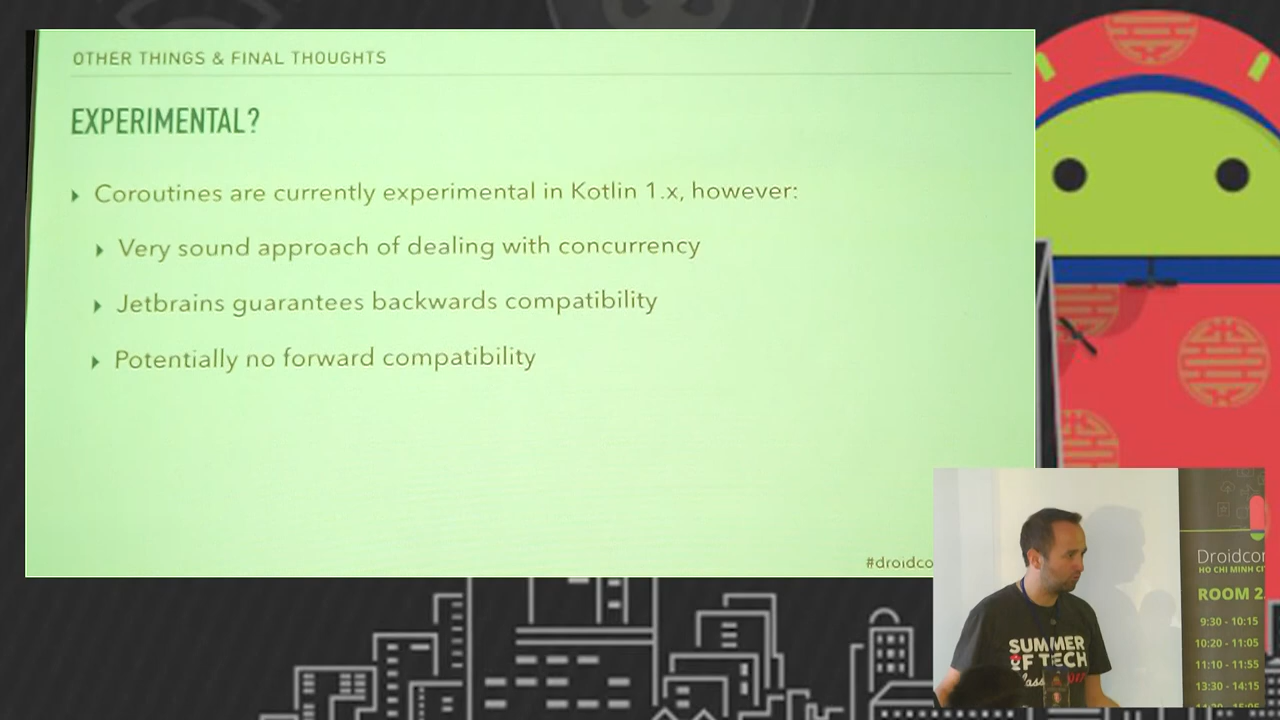 OTHER THINGS & FINAL THOUGHTS
EXPERIMENTAL?
Coroutines are currently experimental in Kotlin 1.x, however:
Very sound approach of dealing with concurrency
Jetbrains guarantees backwards compatibility
Potentially no forward compatibility
#droidco
SUMMER
OF TECH
Droidcon
HO CHI MINH CI
ROOM 2
9:30 - 10:15
10:20 - 11:05
11:10 - 11:55
13:30 - 14:15